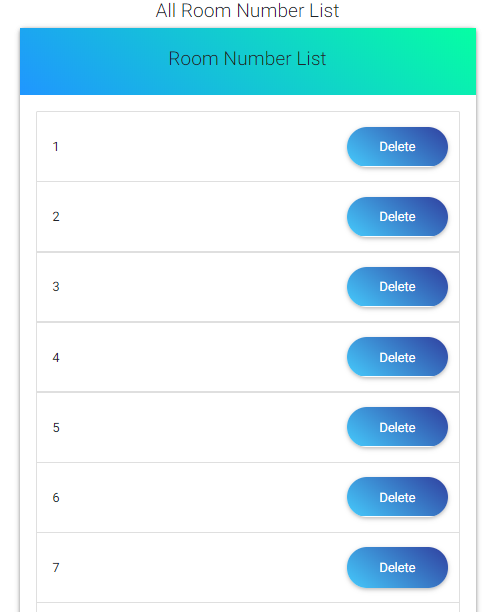 All Room Number List
Room Number List
1 Delete
2 Delete
3 Delete
4 Delete
5 Delete
6 Delete
7 Delete